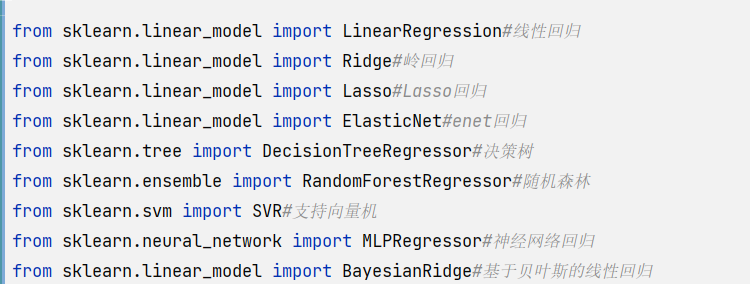 from sklearn.linear_model import LinearRegression#线性回归
from sklearn.linear_model import Ridge#岭回归
from sklearn.linear_model import Lasso#Lasso回归
from sklearn.linear_model import ElasticNet#enet回归
from sklearn.tree import DecisionTreeRegressor#决策树
from sklearn.ensemble import RandomForestRegressor#随机森林
from sklearn.svm import SVR#支持向量机
from sklearn.neural_network import MLPRegressor#神经网络回归
from sklearn.linear_model import BayesianRidge#基于贝叶斯的线性回归